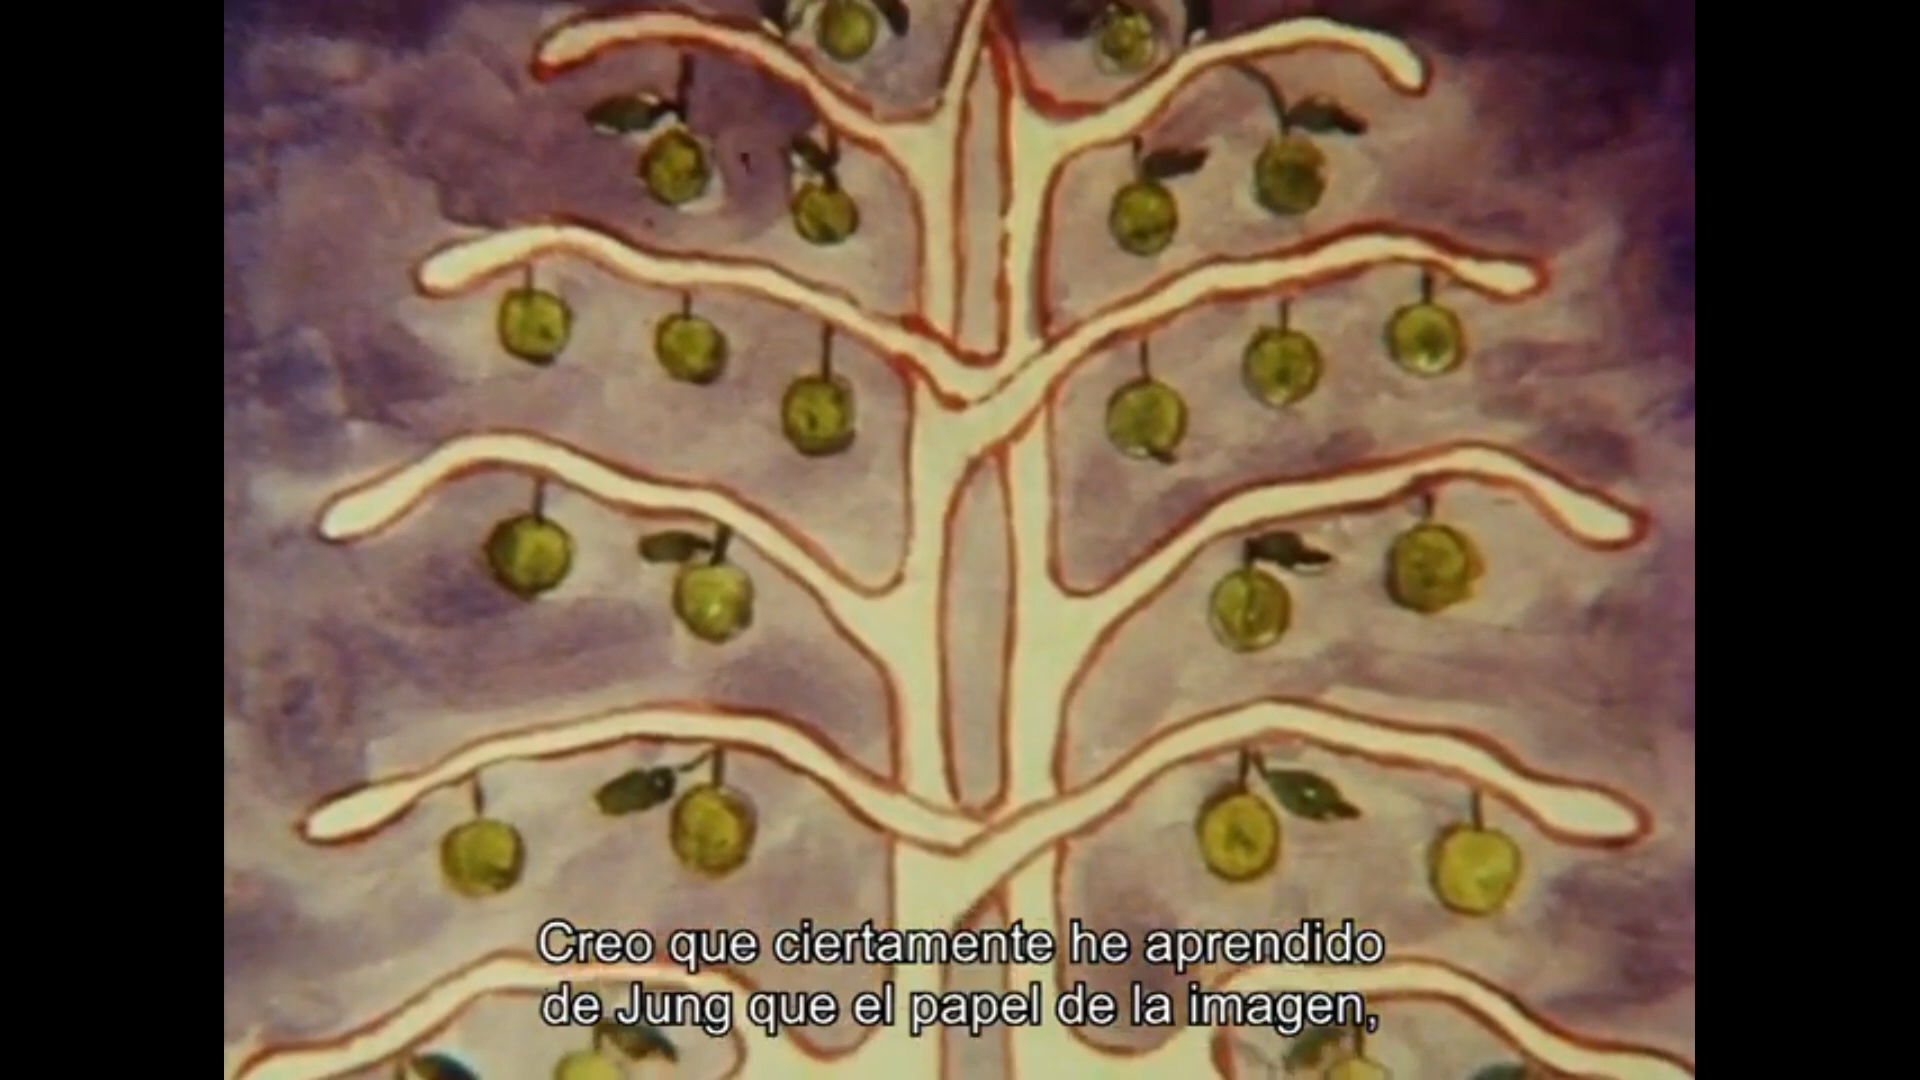 Creo que ciertamente he aprendido
de Jung que el papel de la imagen,